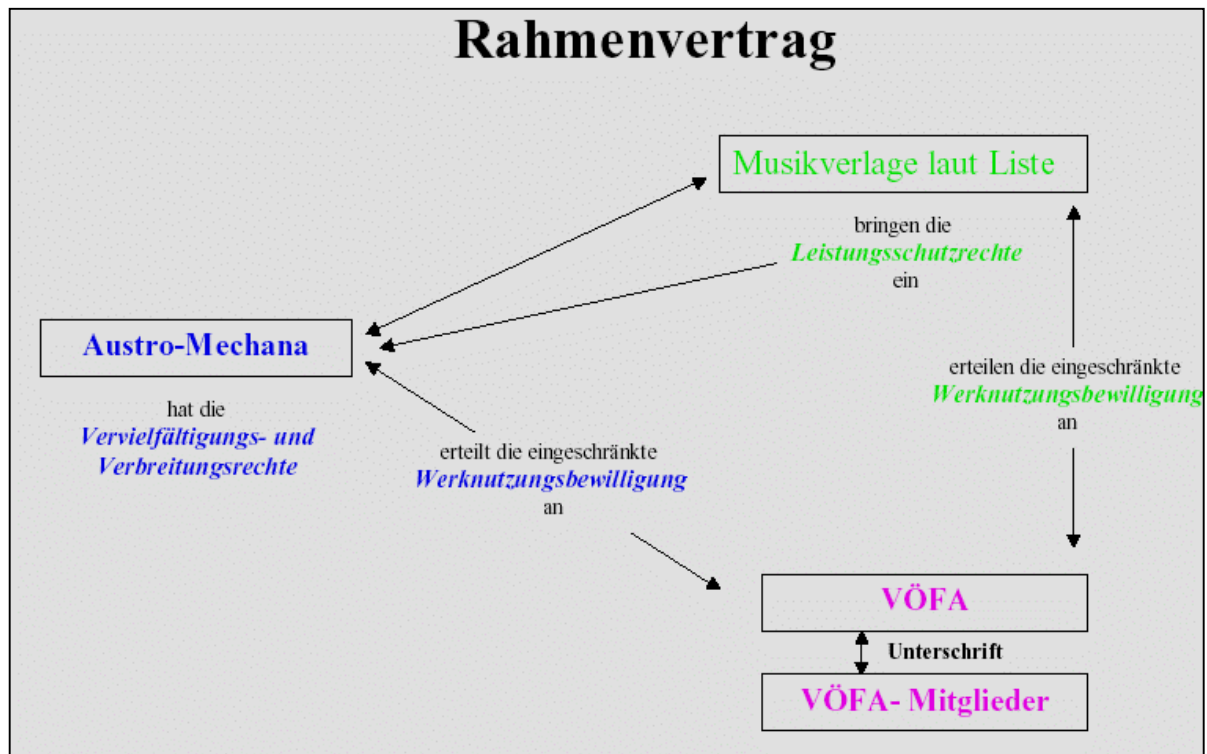 Rahmenvertrag
Musikverlage laut Liste
bringen die
Leistungsschutzrechte
ein
Austro-Mechana
hat die
Vervielfältigungs- und
Verbreitungsrechte
erteilt die eingeschränkte
Werknutzungsbewilligung
an
erteilen die eingeschränkte
Werknutzungsbewilligung
an
VÖFA
Unterschrift
VÖFA- Mitglieder